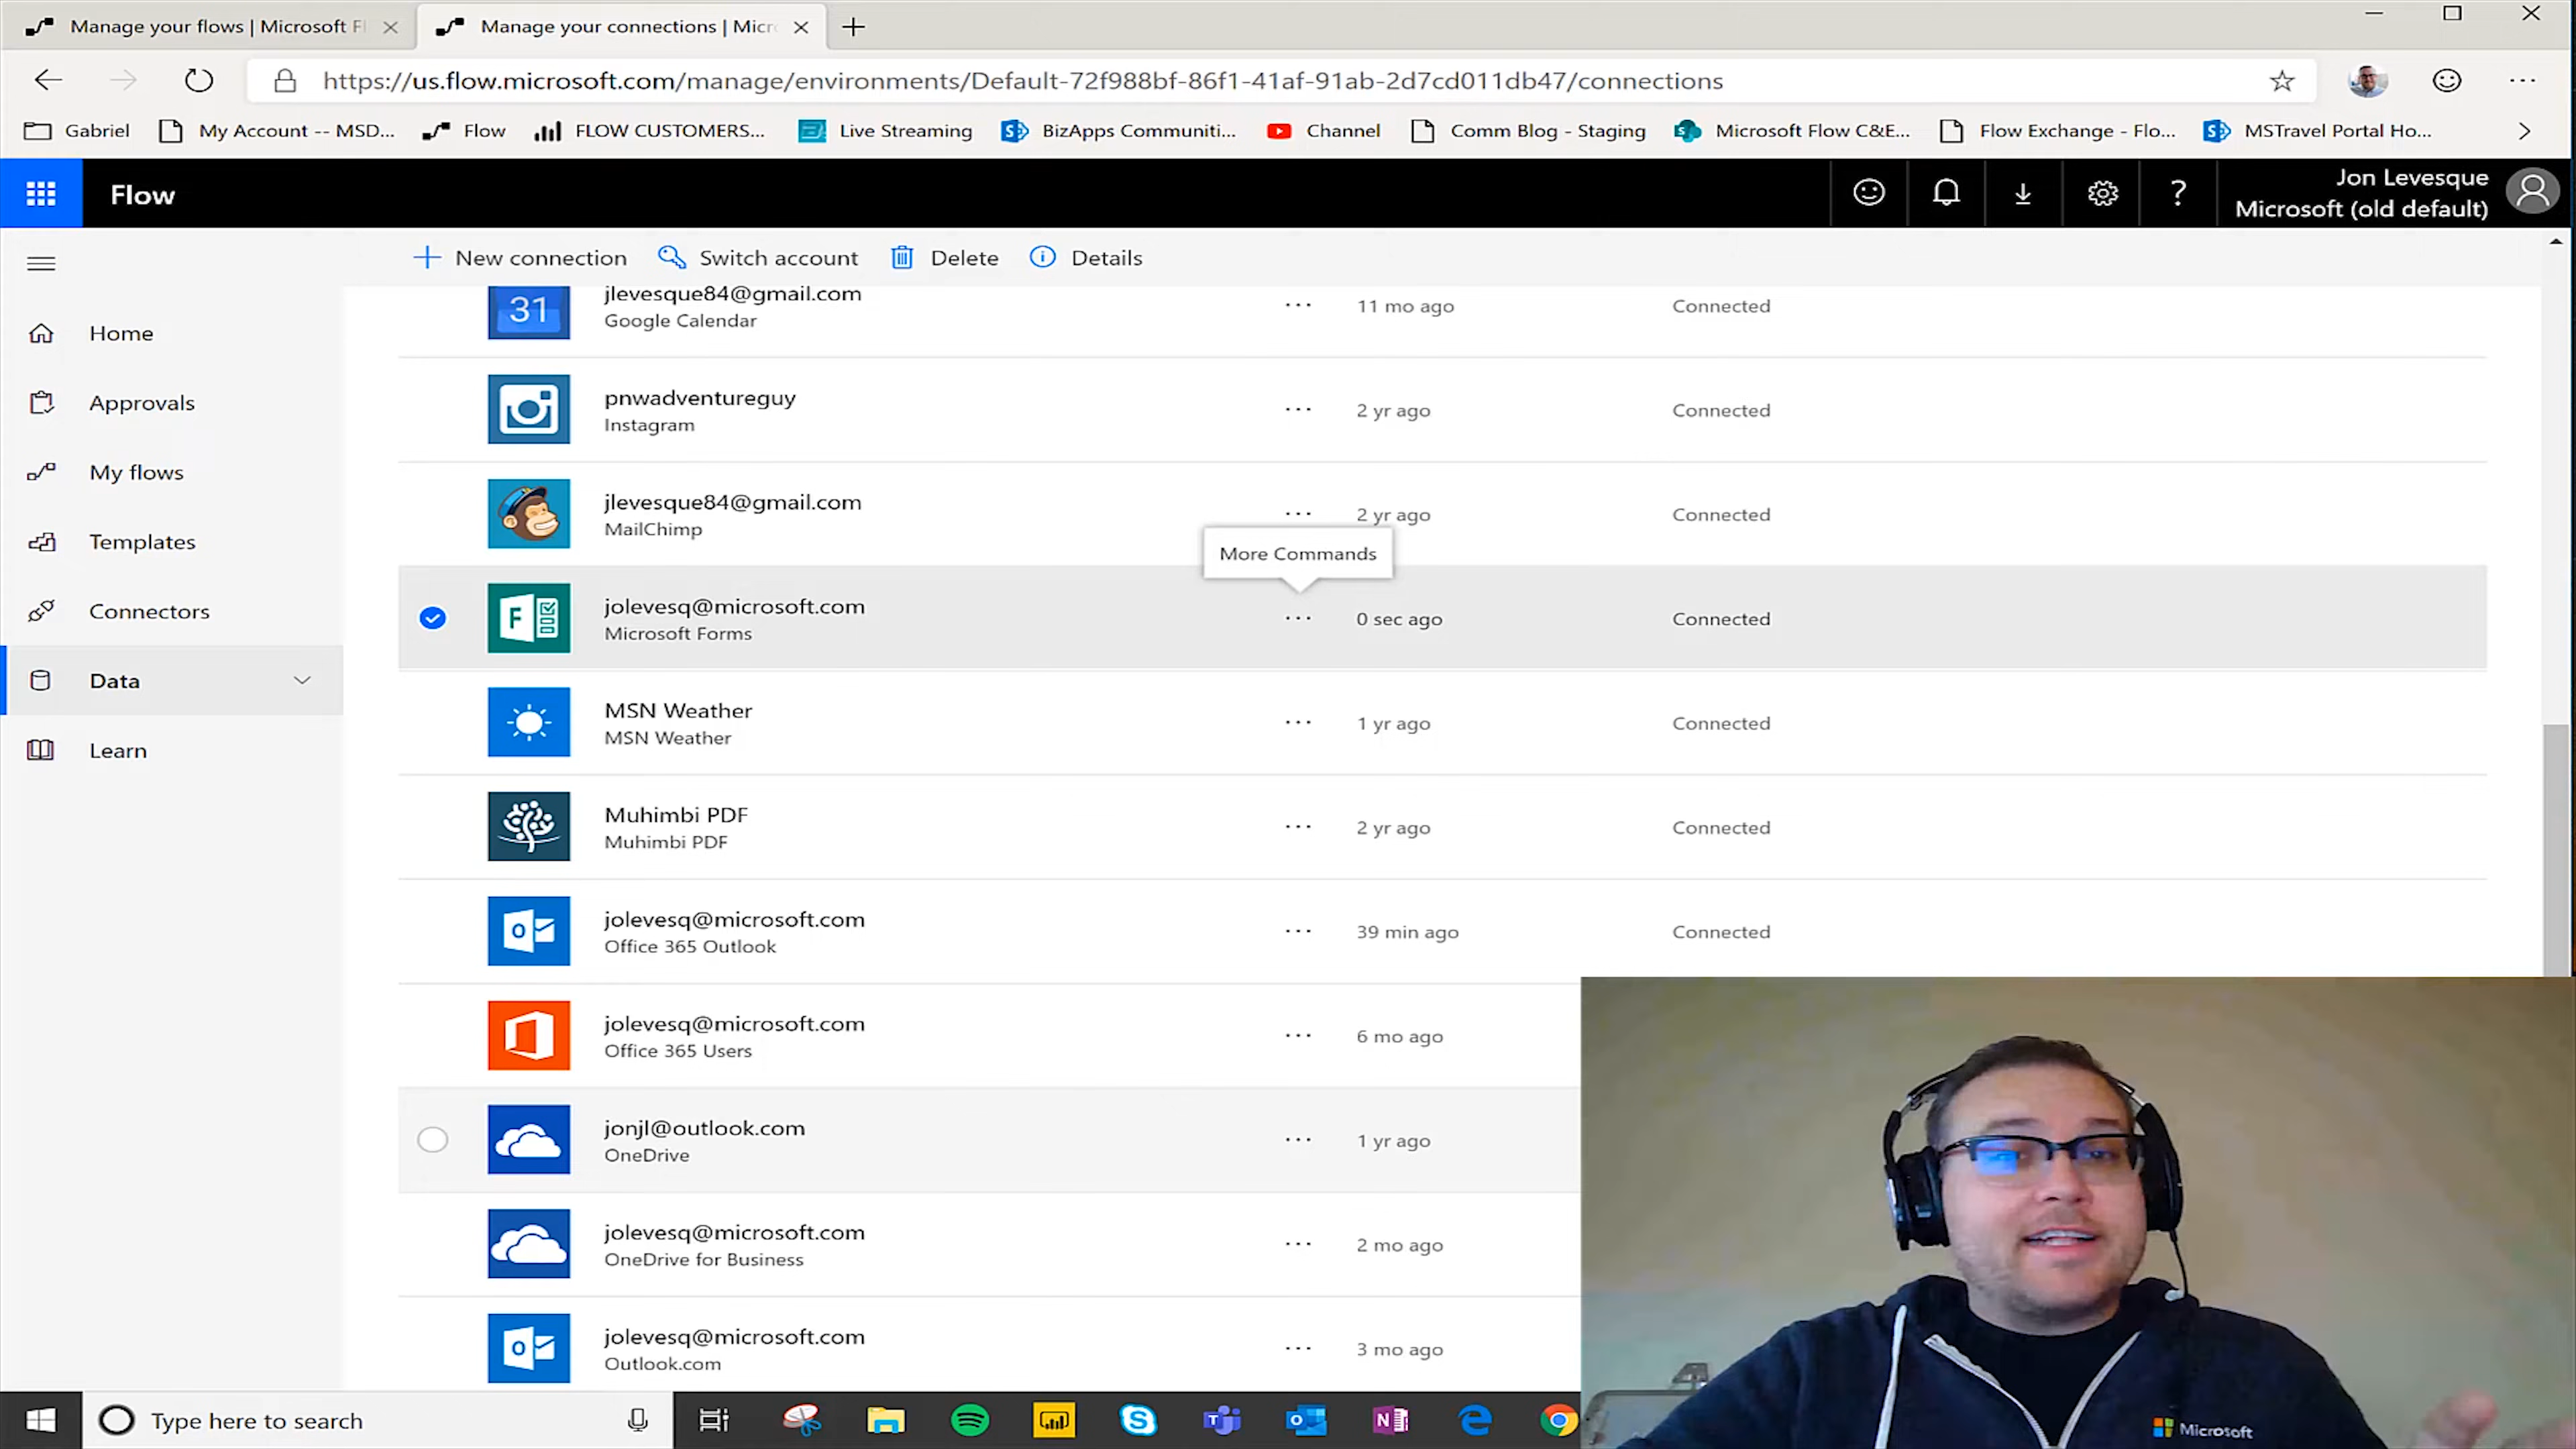 Manage your flows | Microsoft Fl
Manage your connections | Micr
https://us.flow.microsoft.com/manage/environments/Default-72f988bf-86f1-41af-91ab-2d7cd011db47/connections
Gabriel
My Account -- MSD...
Flow
FLOW CUSTOMERS...
Live Streaming
BizApps Communiti...
Channel
Comm Blog - Staging
Microsoft Flow C&E...
Flow Exchange - Flo...
MSTravel Portal Ho...
Flow
?
Jon Levesque
Microsoft (old default)
New connection
Switch account
Delete
Details
Home
Approvals
My flows
Templates
Connectors
Data
Learn
31
jlevesque84@gmail.com
Google Calendar
11 mo ago
Connected
pnwadventureguy
Instagram
2 yr ago
Connected
jlevesque84@gmail.com
MailChimp
2 yr ago
Connected
More Commands
F
jolevesq@microsoft.com
Microsoft Forms
0 sec ago
Connected
MSN Weather
MSN Weather
1 yr ago
Connected
Muhimbi PDF
Muhimbi PDF
2 yr ago
Connected
jolevesq@microsoft.com
Office 365 Outlook
39 min ago
Connected
jolevesq@microsoft.com
Office 365 Users
6 mo ago
jonjl@outlook.com
OneDrive
1 yr ago
jolevesq@microsoft.com
OneDrive for Business
2 mo ago
jolevesq@microsoft.com
Outlook.com
3 mo ago
Type here to search
Microsoft